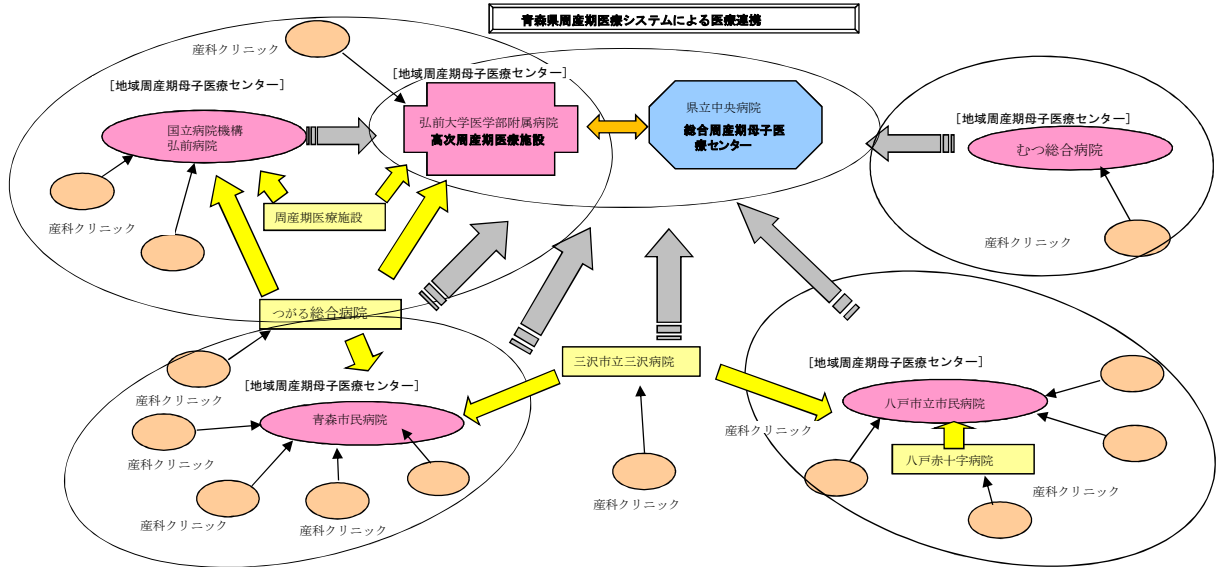 青森県周産期医療システムによる医療連携
産科クリニック
[地域周産期母子医療センター]
[地域周産期母子医療センター]
国立病院機構
弘前病院
弘前大学医学部附属病院
高次周産期医療施設
県立中央病院
総合周産期母子医
療センター
[地域周産期母子医療センター]
むつ総合病院
産科クリニック
周産期医療施設
産科クリニック
つがる総合病院
三沢市立三沢病院
[地域周産期母子医療センター]
[地域周産期母子医療センター]
産科クリニック
青森市民病院
八戸市立市民病院
産科クリニック
産科クリニック
八戸赤十字病院
産科クリニック
産科クリニック
産科クリニック
産科クリニック
産科クリニック